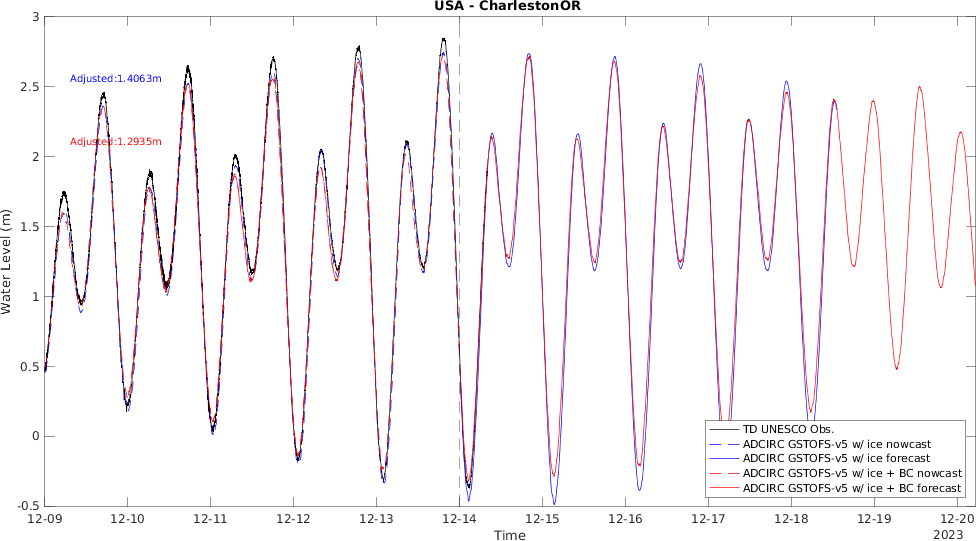 USA - CharlestonOR
3
2.5
2
1.5
1
0.5
0
-0.5
Water Level (m)
Adjusted:1.4063m
Adjusted:1.2935m
TD UNESCO Obs.
ADCIRC GSTOFS-v5 w/ ice nowcast
ADCIRC GSTOFS-v5 w/ ice forecast
ADCIRC GSTOFS-v5 w/ ice + BC nowcast
ADCIRC GSTOFS-v5 w/ ice + BC forecast
12-09 12-10 12-11 12-12 12-13 12-14 12-15 12-16 12-17 12-18 12-19 12-20
Time
2023